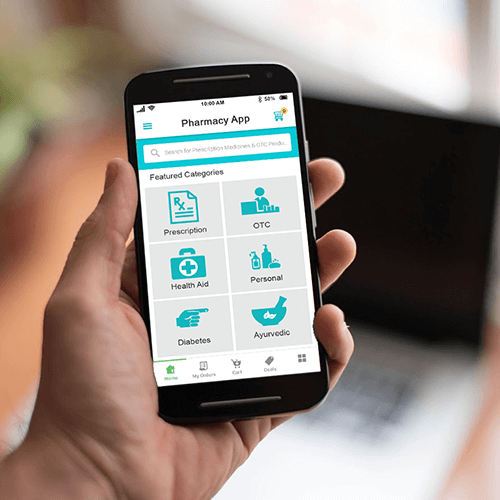 10:00 AM 50%
Pharmacy App
0
Search for Prescription Medicines & OTC Produ...
Featured Categories
Rx
Prescription
OTC
Health Aid
Personal
Diabetes
Ayurvedic
Home
My Orders
Cart
Deals